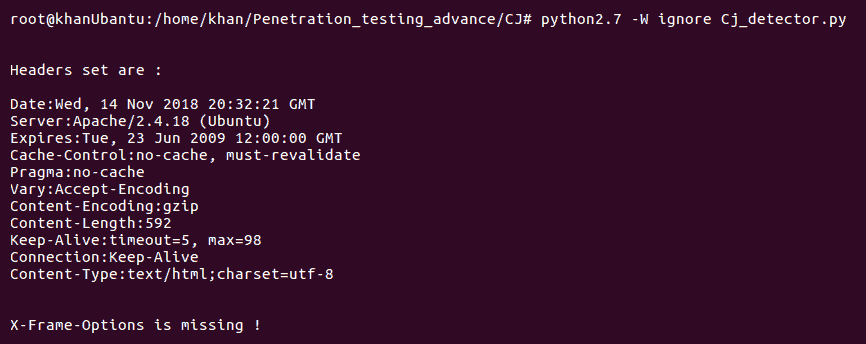 root@khanUbuntu:/home/khan/Penetration_testing_advance/CJ# python2.7 -W ignore Cj_detector.py
Headers set are :
Date:Wed, 14 Nov 2018 20:32:21 GMT
Server:Apache/2.4.18 (Ubuntu)
Expires:Tue, 23 Jun 2009 12:00:00 GMT
Cache-Control:no-cache, must-revalidate
Pragma:no-cache
Vary:Accept-Encoding
Content-Encoding:gzip
Content-Length:592
Keep-Alive:timeout=5, max=98
Connection:Keep-Alive
Content-Type:text/html;charset=utf-8
X-Frame-Options is missing !